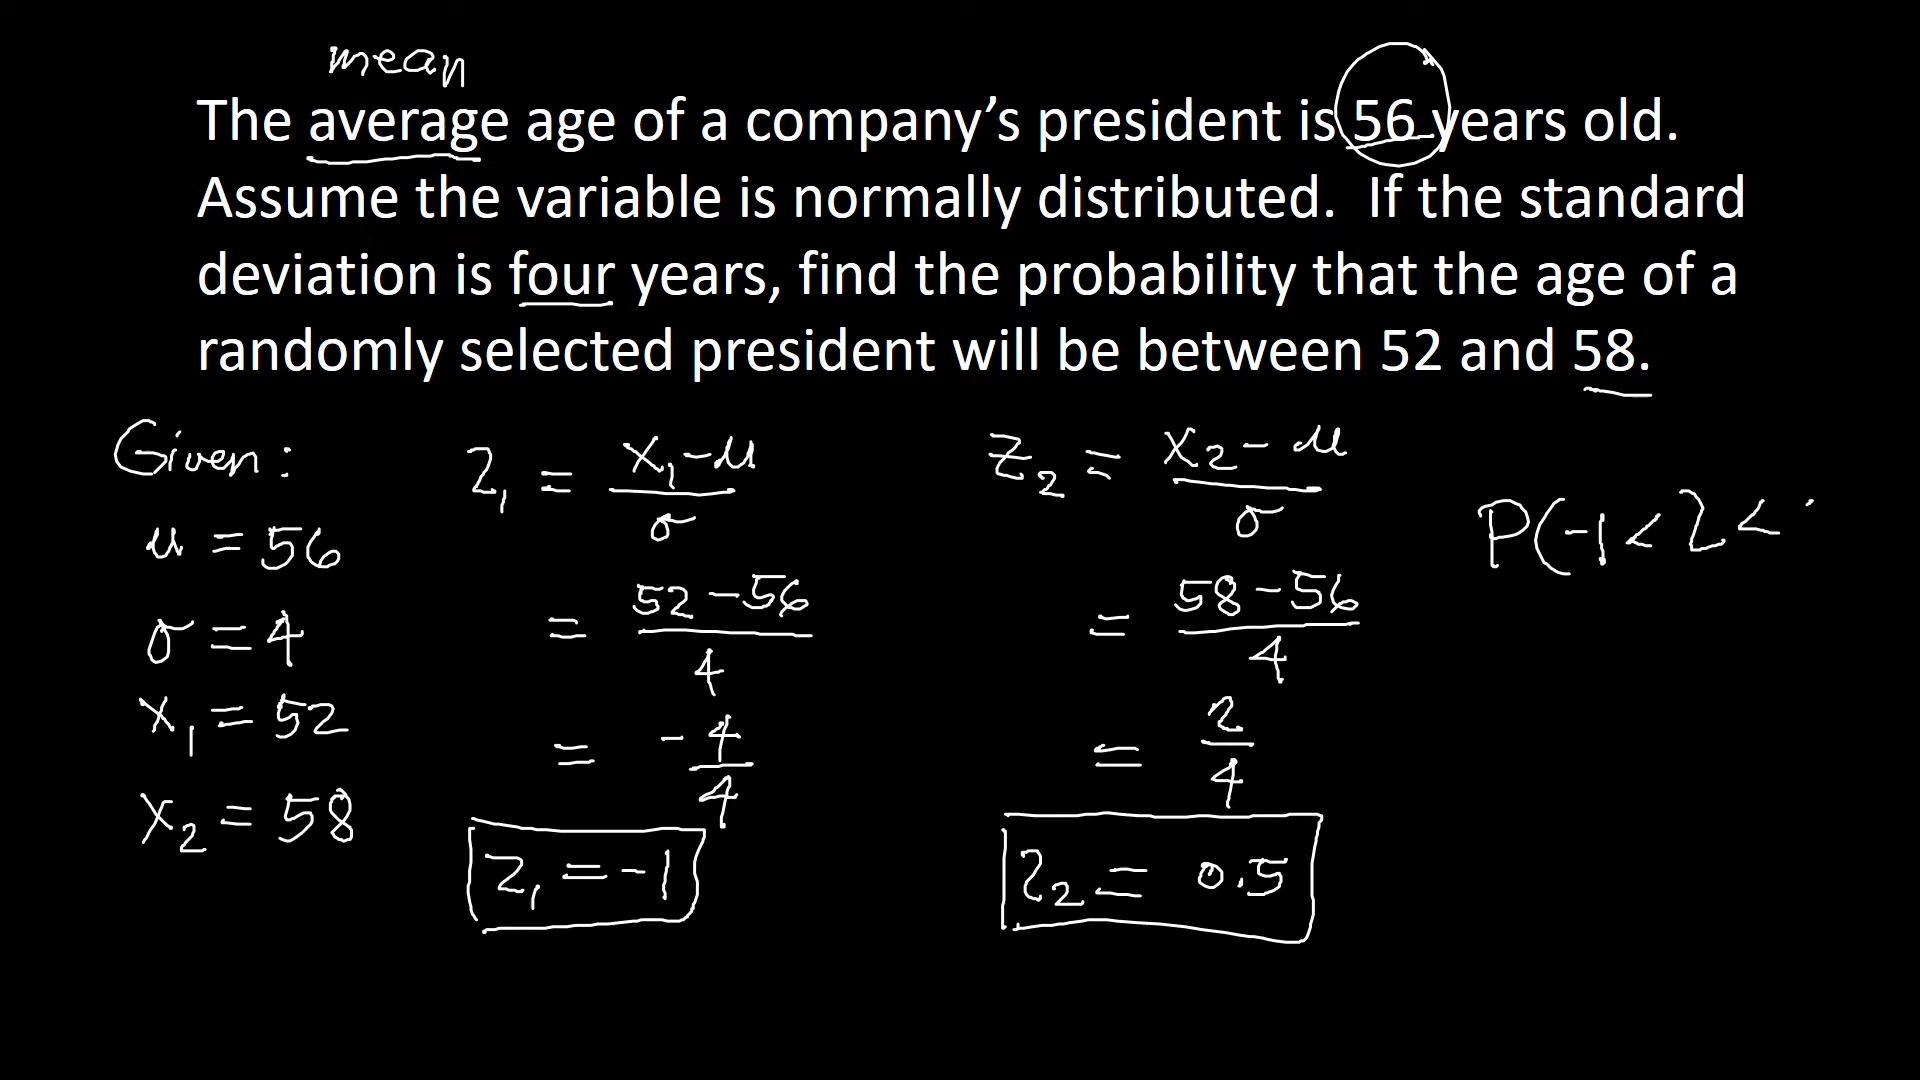 mean
The average age of a company’s president is 56 years old.
Assume the variable is normally distributed. If the standard
deviation is four years, find the probability that the age of a
randomly selected president will be between 52 and 58.
Given:
μ = 56
σ = 4
x₁ = 52
x₂ = 58
Z₁ = (x₁ - μ) / σ
= (52 - 56) / 4
= -4 / 4
Z₁ = -1
Z₂ = (x₂ - μ) / σ
= (58 - 56) / 4
= 2 / 4
Z₂ = 0.5
P(-1 < Z <